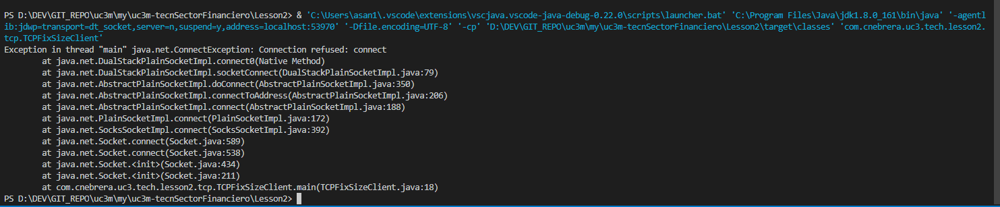 PS D:\DEV\GIT_REPO\uc3m\my\uc3m-tecnSectorFinanciero\Lesson2> & 'C:\Users\asan1\.vscode\extensions\vscjava.vscode-java-debug-0.22.0\scripts\launcher.bat' 'C:\Program Files\Java\jdk1.8.0_161\bin\java' '-agent
lib:jdwp=transport=dt_socket,server=n,suspend=y,address=localhost:53970' '-Dfile.encoding=UTF-8' '-cp' 'D:\DEV\GIT_REPO\uc3m\my\uc3m-tecnSectorFinanciero\Lesson2\target\classes' 'com.cnebrera.uc3.tech.lesson2.
tcp.TCPFixSizeClient'
Exception in thread "main" java.net.ConnectException: Connection refused: connect
        at java.net.DualStackPlainSocketImpl.connect0(Native Method)
        at java.net.DualStackPlainSocketImpl.socketConnect(DualStackPlainSocketImpl.java:79)
        at java.net.AbstractPlainSocketImpl.doConnect(AbstractPlainSocketImpl.java:350)
        at java.net.AbstractPlainSocketImpl.connectToAddress(AbstractPlainSocketImpl.java:206)
        at java.net.AbstractPlainSocketImpl.connect(AbstractPlainSocketImpl.java:188)
        at java.net.PlainSocketImpl.connect(PlainSocketImpl.java:172)
        at java.net.SocksSocketImpl.connect(SocksSocketImpl.java:392)
        at java.net.Socket.connect(Socket.java:589)
        at java.net.Socket.connect(Socket.java:538)
        at java.net.Socket.<init>(Socket.java:434)
        at java.net.Socket.<init>(Socket.java:211)
        at com.cnebrera.uc3.tech.lesson2.tcp.TCPFixSizeClient.main(TCPFixSizeClient.java:18)
PS D:\DEV\GIT_REPO\uc3m\my\uc3m-tecnSectorFinanciero\Lesson2>